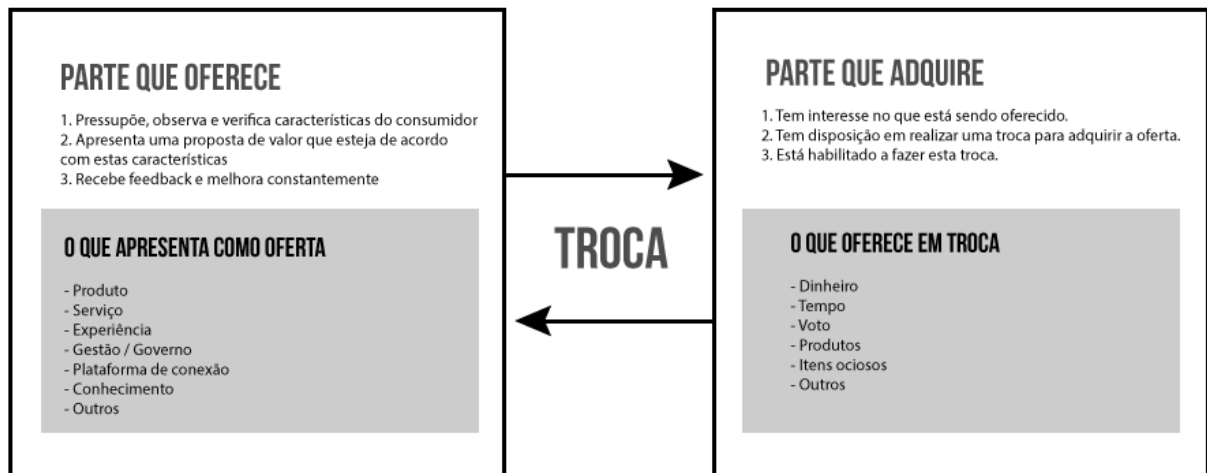 PARTE QUE OFERECE
1. Pressupõe, observa e verifica características do consumidor
2. Apresenta uma proposta de valor que esteja de acordo
com estas características
3. Recebe feedback e melhora constantemente
O QUE APRESENTA COMO OFERTA
- Produto
- Serviço
- Experiência
- Gestão / Governo
- Plataforma de conexão
- Conhecimento
- Outros
TROCA
PARTE QUE ADQUIRE
1. Tem interesse no que está sendo oferecido.
2. Tem disposição em realizar uma troca para adquirir a oferta.
3. Está habilitado a fazer esta troca.
O QUE OFERECE EM TROCA
- Dinheiro
- Tempo
- Voto
- Produtos
- Itens ociosos
- Outros